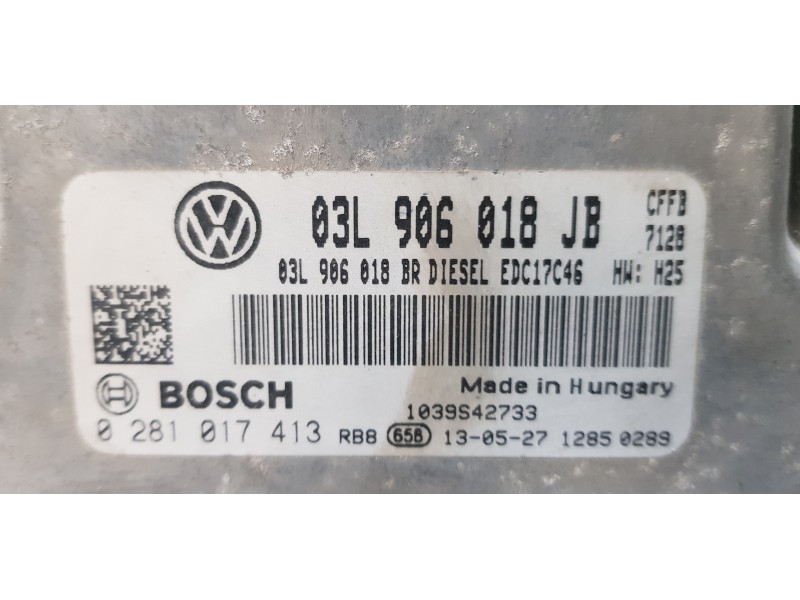 03L 906 018 JB CFFB
7128
03L 906 018 BR DIESEL EDC17C46 HW: H25
Made in Hungary
BOSCH
1039S42733
0 281 017 413 RB8 656 13-05-27 1285 0289